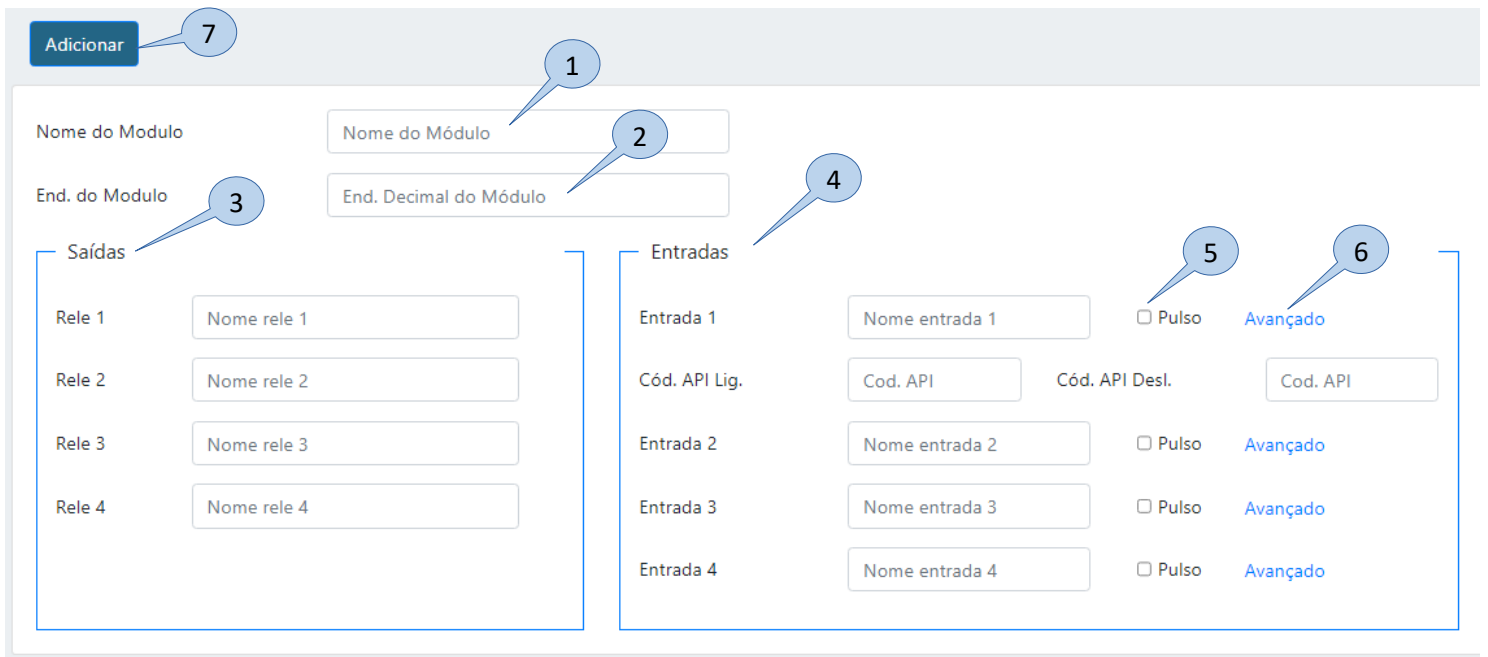 Adicionar
7
1
Nome do Modulo
Nome do Módulo
2
End. do Modulo
End. Decimal do Módulo
3
4
Saídas
Rele 1
Nome rele 1
Rele 2
Nome rele 2
Rele 3
Nome rele 3
Rele 4
Nome rele 4
Entradas
5
6
Entrada 1
Nome entrada 1
Pulso
Avançado
Cód. API Lig.
Cod. API
Cód. API Desl.
Cod. API
Entrada 2
Nome entrada 2
Pulso
Avançado
Entrada 3
Nome entrada 3
Pulso
Avançado
Entrada 4
Nome entrada 4
Pulso
Avançado